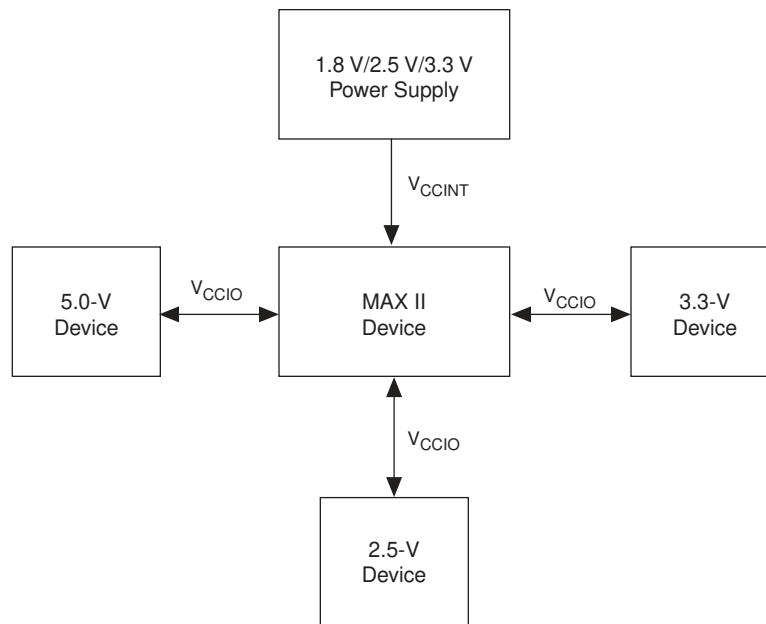 1.8 V/2.5 V/3.3 V
Power Supply
VCCINT
5.0-V
Device
VCCIO
MAX II
Device
VCCIO
3.3-V
Device
VCCIO
2.5-V
Device